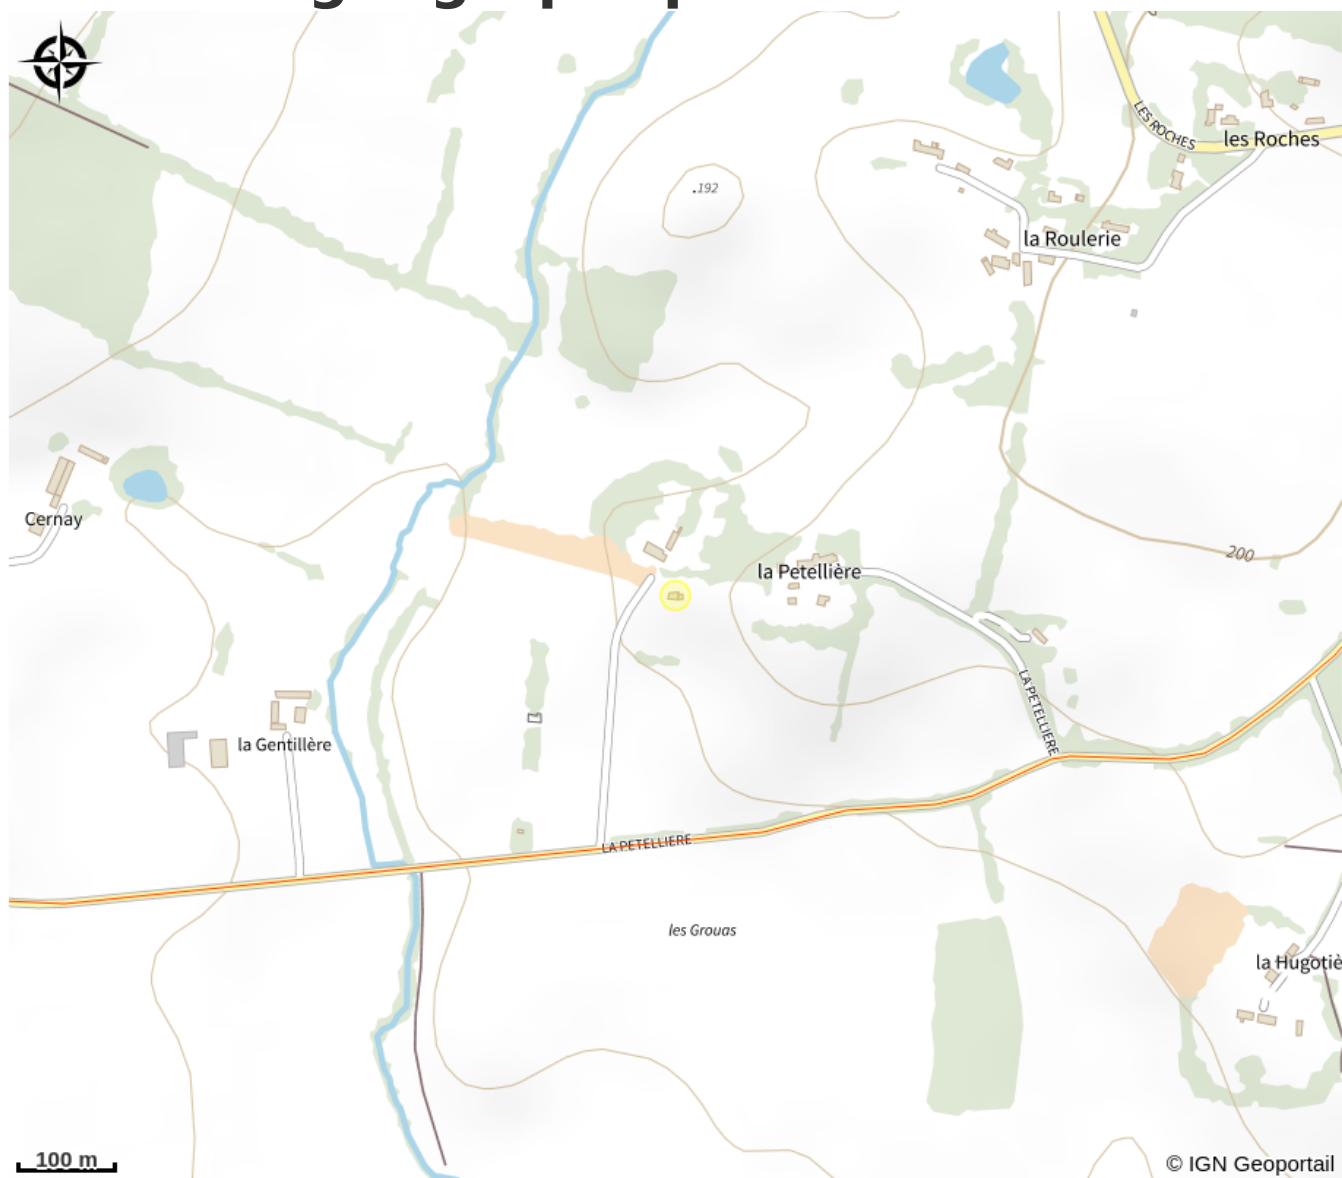 .192
LES ROCHES
les Roches
la Roulerie
Cernay
200
la Petellière
LA PETELLIERE
la Gentillère
LA PETELLIERE
les Grouas
la Hugotiè
100 m
© IGN Geoportail